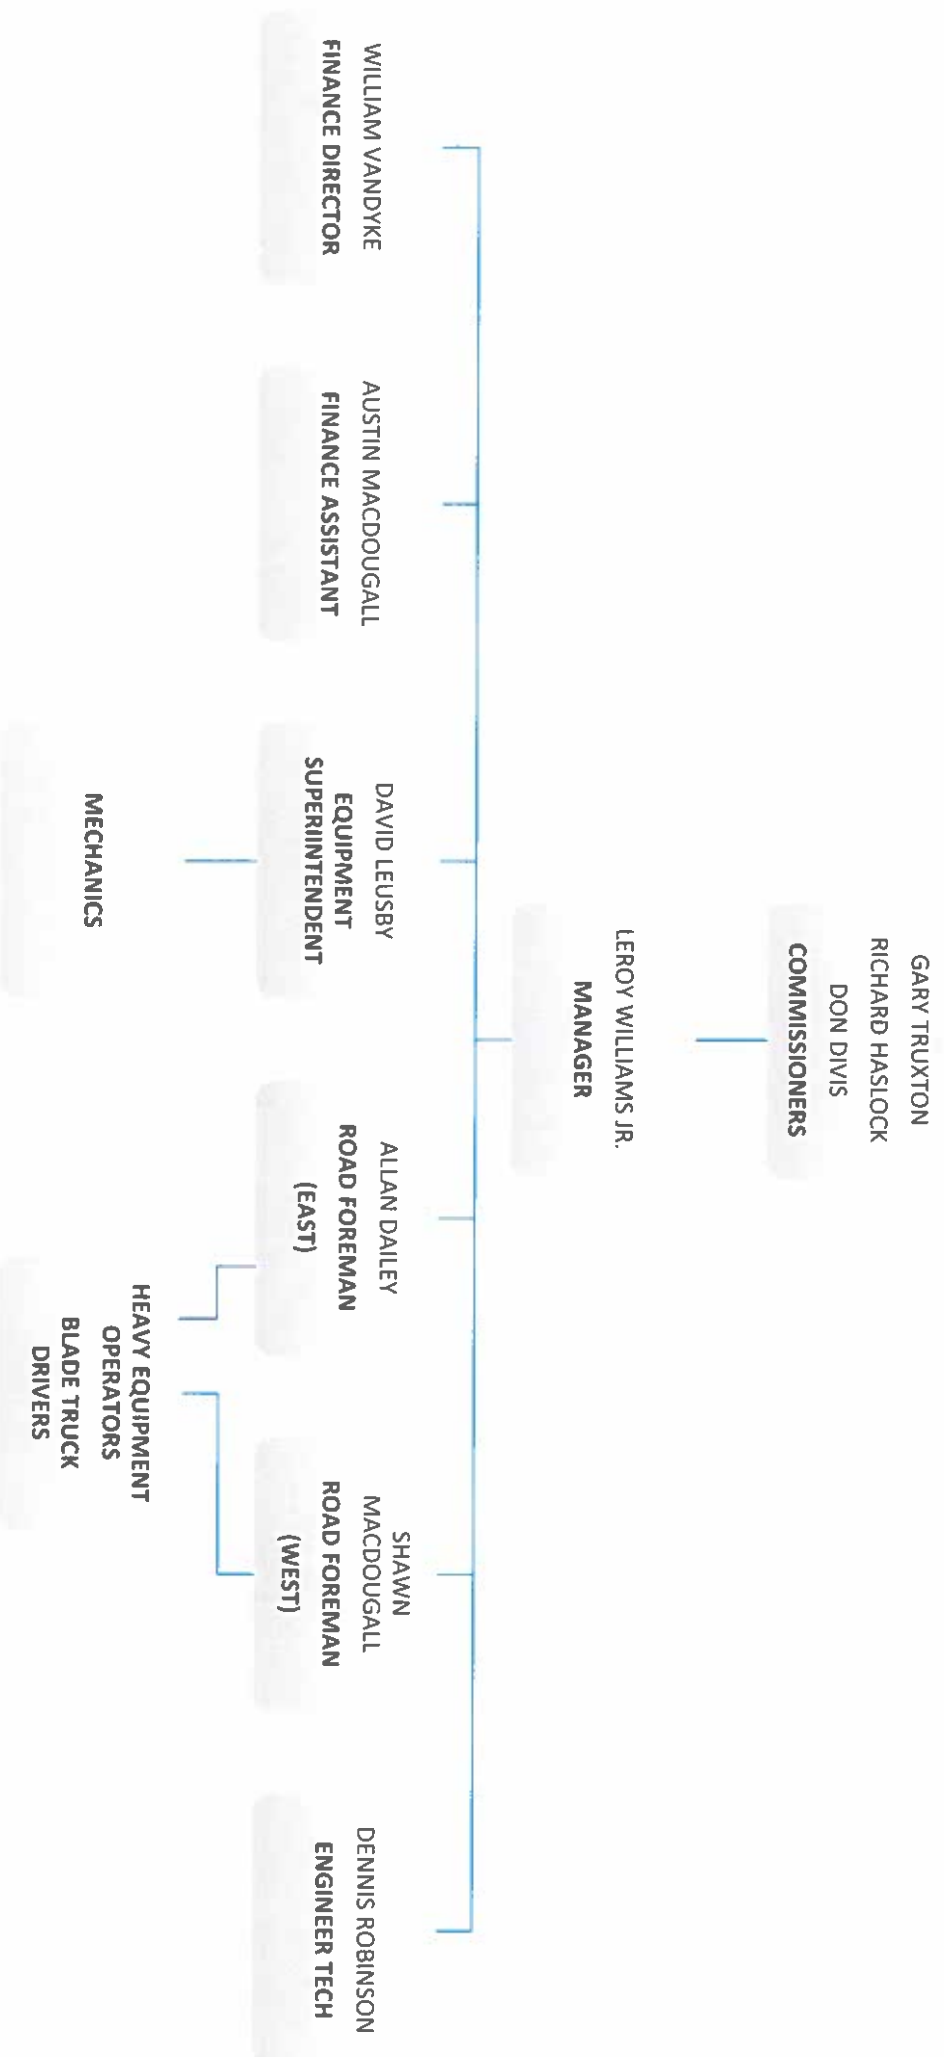 GARY TRUXTON
RICHARD HASLOCK
DON DIVIS
COMMISSIONERS
LEROY WILLIAMS JR.
MANAGER
WILLIAM VANDYKE
FINANCE DIRECTOR
AUSTIN MACDOUGALL
FINANCE ASSISTANT
DAVID LEUSBY
EQUIPMENT
SUPERIINTENDENT
ALLAN DAILEY
ROAD FOREMAN
(EAST)
SHAWN
MACDOUGALL
ROAD FOREMAN
(WEST)
DENNIS ROBINSON
ENGINEER TECH
MECHANICS
HEAVY EQUIPMENT
OPERATORS
BLADE TRUCK
DRIVERS